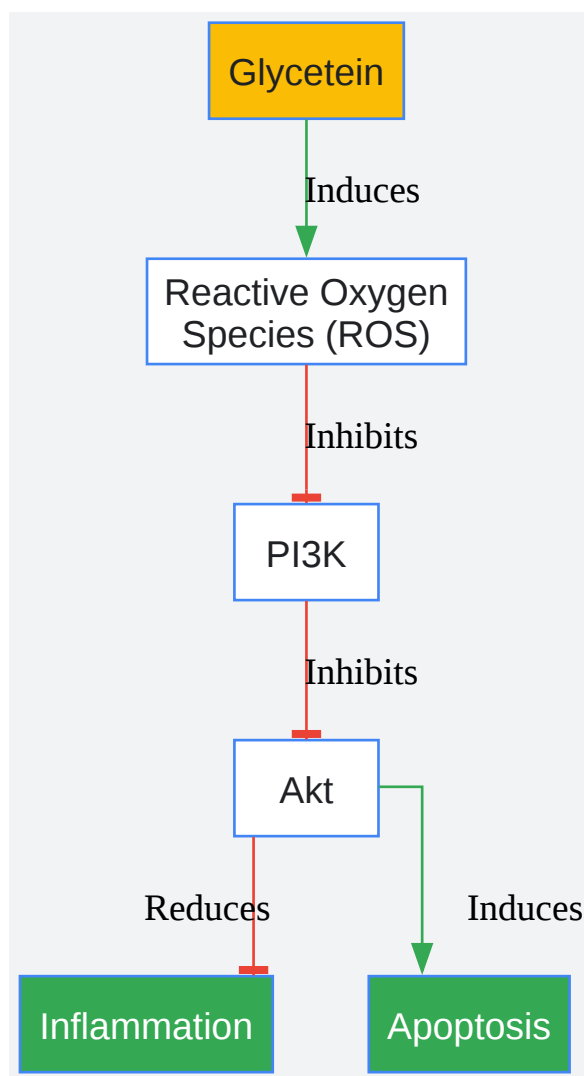 Glycetein
Induces
Reactive Oxygen
Species (ROS)
Inhibits
PI3K
Inhibits
Akt
Reduces
Induces
Inflammation
Apoptosis